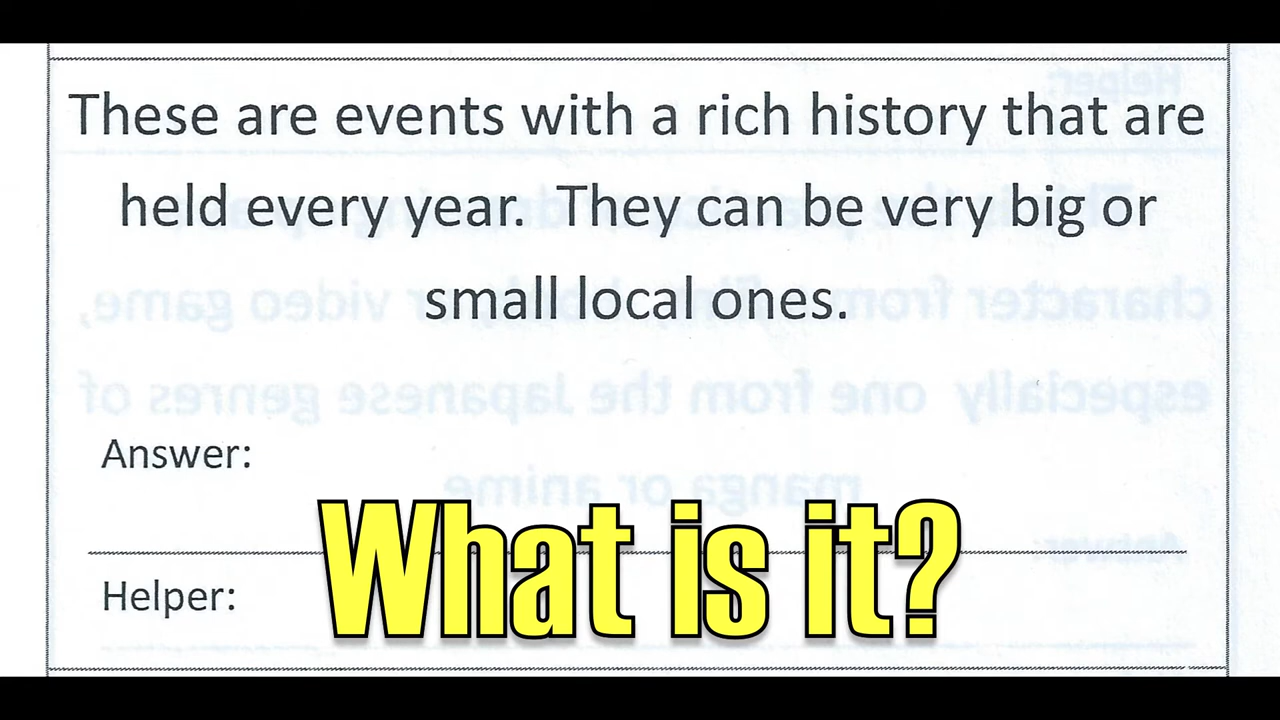 These are events with a rich history that are
held every year. They can be very big or
small local ones.
Answer:
What is it?
Helper: